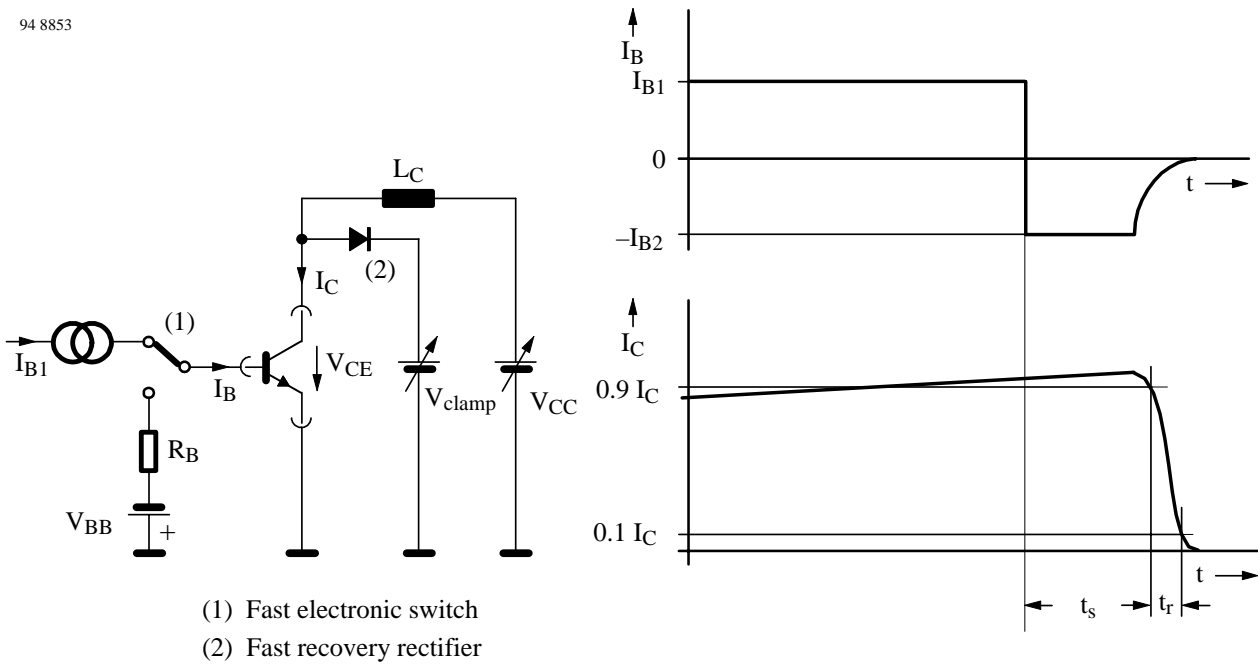 94 8853
I_B
I_B1
0
t
–I_B2
L_C
(2)
I_C
(1)
I_B1
I_B
V_CE
V_clamp
V_CC
R_B
V_BB
+
I_C
0.9 I_C
0.1 I_C
t
t_s
t_r
(1) Fast electronic switch
(2) Fast recovery rectifier